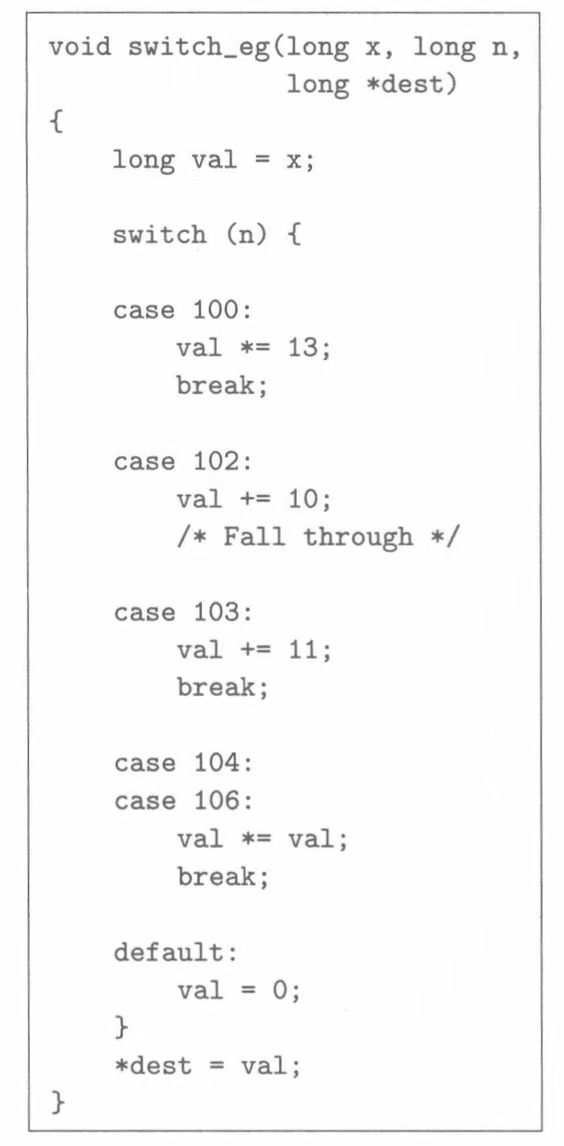 void switch_eg(long x, long n,
               long *dest)
{
    long val = x;

    switch (n) {

    case 100:
        val *= 13;
        break;

    case 102:
        val += 10;
        /* Fall through */

    case 103:
        val += 11;
        break;

    case 104:
    case 106:
        val *= val;
        break;

    default:
        val = 0;
    }
    *dest = val;
}